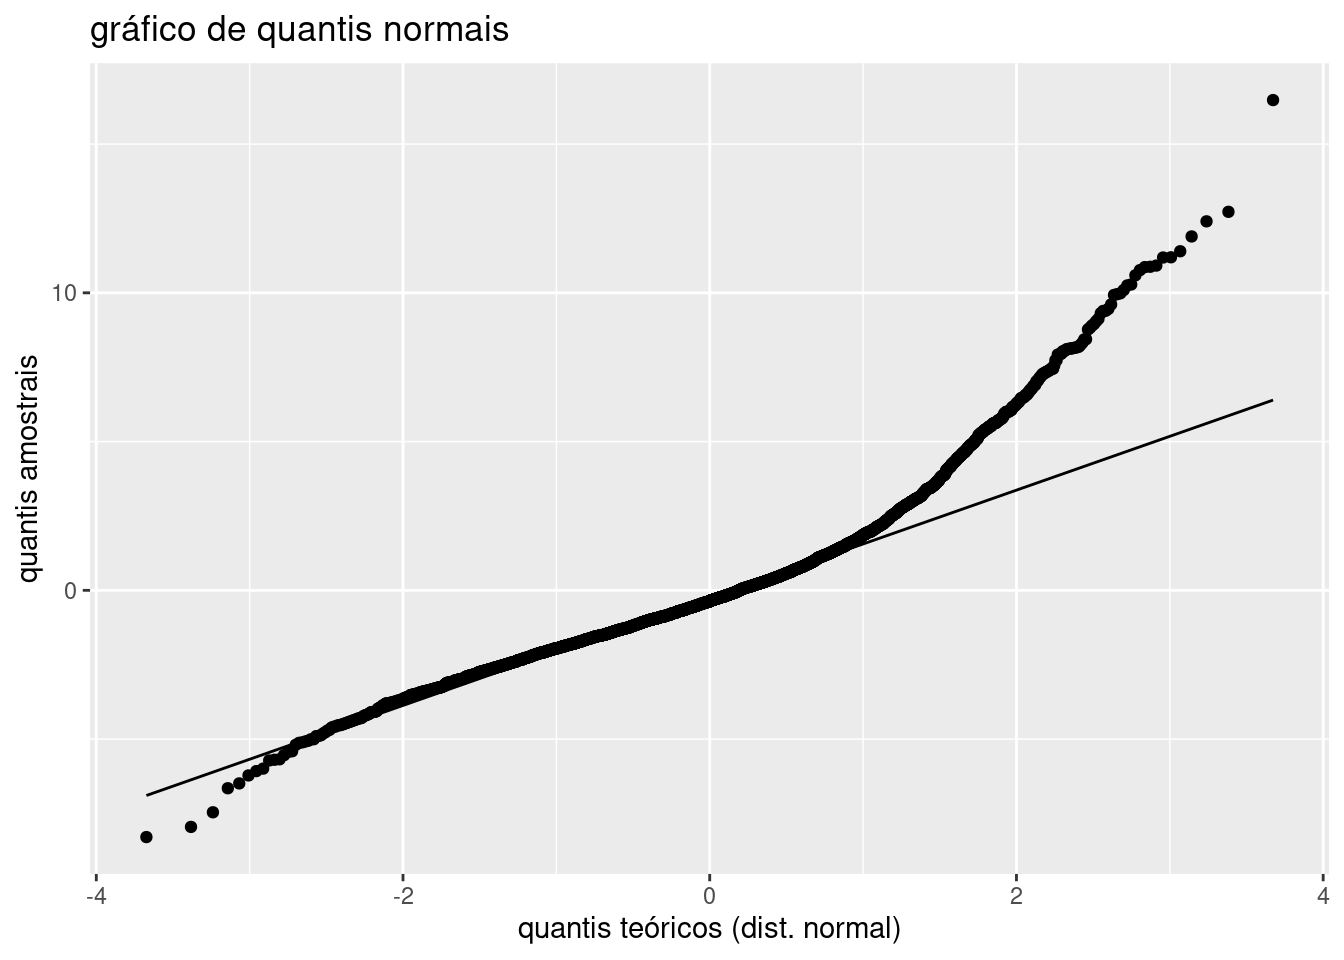 gráfico de quantis normais
quantis amostrais
10
0
-4
-2
0
2
4
quantis teóricos (dist. normal)